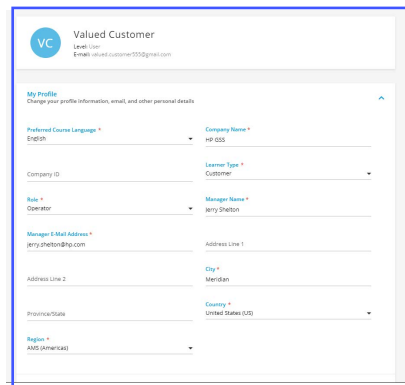 VC
Valued Customer
Level: User
E-mail: valued.customer555@gmail.com
My Profile
Change your profile information, email, and other personal details
Preferred Course Language *
English
Company Name *
HP GSS
Company ID
Learner Type *
Customer
Role *
Operator
Manager Name *
Jerry Shelton
Manager E-Mail Address *
jerry.shelton@hp.com
Address Line 1
Address Line 2
City *
Meridian
Province/State
Country *
United States (US)
Region *
AMS (Americas)